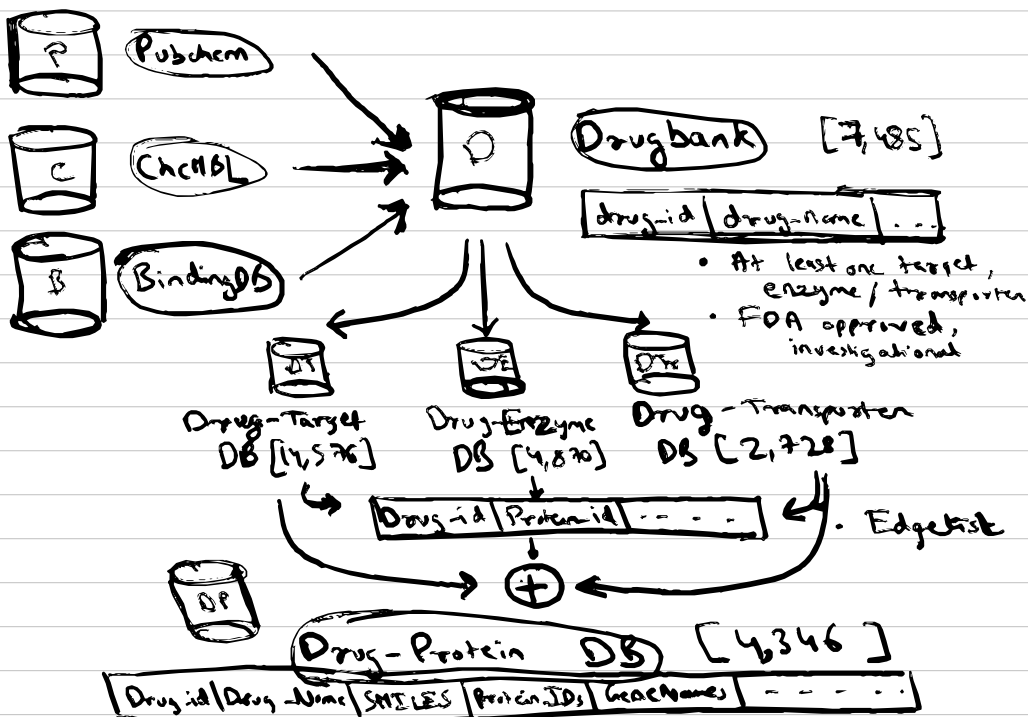 P Pubchem
C CheMBL
B BindingDB
D Drugbank [7,485]
drug-id | drug-name | ...
• At least one target,
enzyme / transporter
• FDA approved,
investigational
DT DE DTr
Drug-Target
DB [14,576]
Drug-Enzyme
DB [4,870]
Drug-Transporter
DB [2,728]
Drug-id | Protein-id | - - - -
• Edgelist
+
DP
Drug-Protein DB [4,346]
Drug-id | Drug-Name | SMILES | Protein-IDs | GeneNames | - - - -